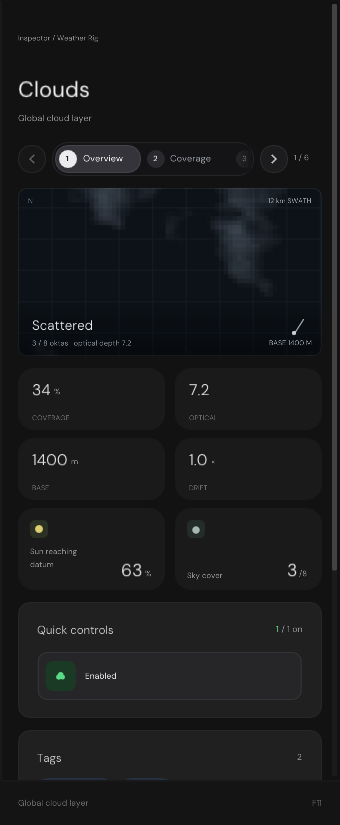 Inspector / Weather Rig
Clouds
Global cloud layer
1 Overview 2 Coverage 3 1 / 6
N 12 km SWATH
Scattered
3 / 8 oktas · optical depth 7.2 BASE 1400 M
34 % 7.2
COVERAGE OPTICAL
1400 m 1.0 ×
BASE DRIFT
Sun reaching
datum 63 % Sky cover 3 /8
Quick controls 1 / 1 on
Enabled
Tags 2
Global cloud layer F11